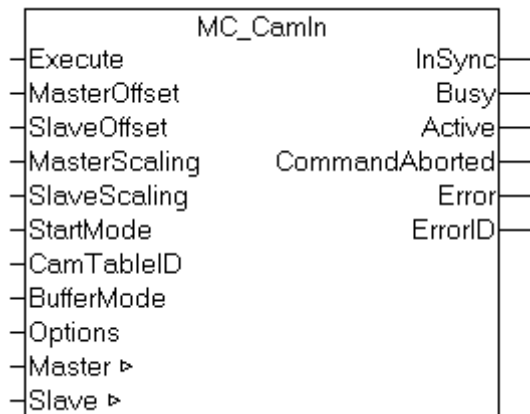 MC_CamIn
Execute InSync
MasterOffset Busy
SlaveOffset Active
MasterScaling CommandAborted
SlaveScaling Error
StartMode ErrorID
CamTableID
BufferMode
Options
Master ▹
Slave ▹